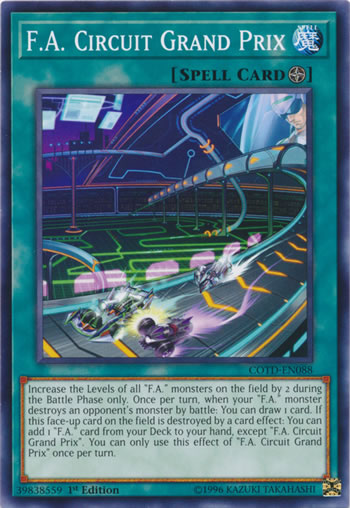 F.A. CIRCUIT GRAND PRIX
SPELL
魔
[SPELL CARD]
COTD-EN088
Increase the Levels of all "F.A." monsters on the field by 2 during
the Battle Phase only. Once per turn, when your "F.A." monster
destroys an opponent's monster by battle: You can draw 1 card. If
this face-up card on the field is destroyed by a card effect: You can
add 1 "F.A." card from your Deck to your hand, except "F.A. Circuit
Grand Prix". You can only use this effect of "F.A. Circuit Grand
Prix" once per turn.
39838559 1st Edition ©1996 KAZUKI TAKAHASHI